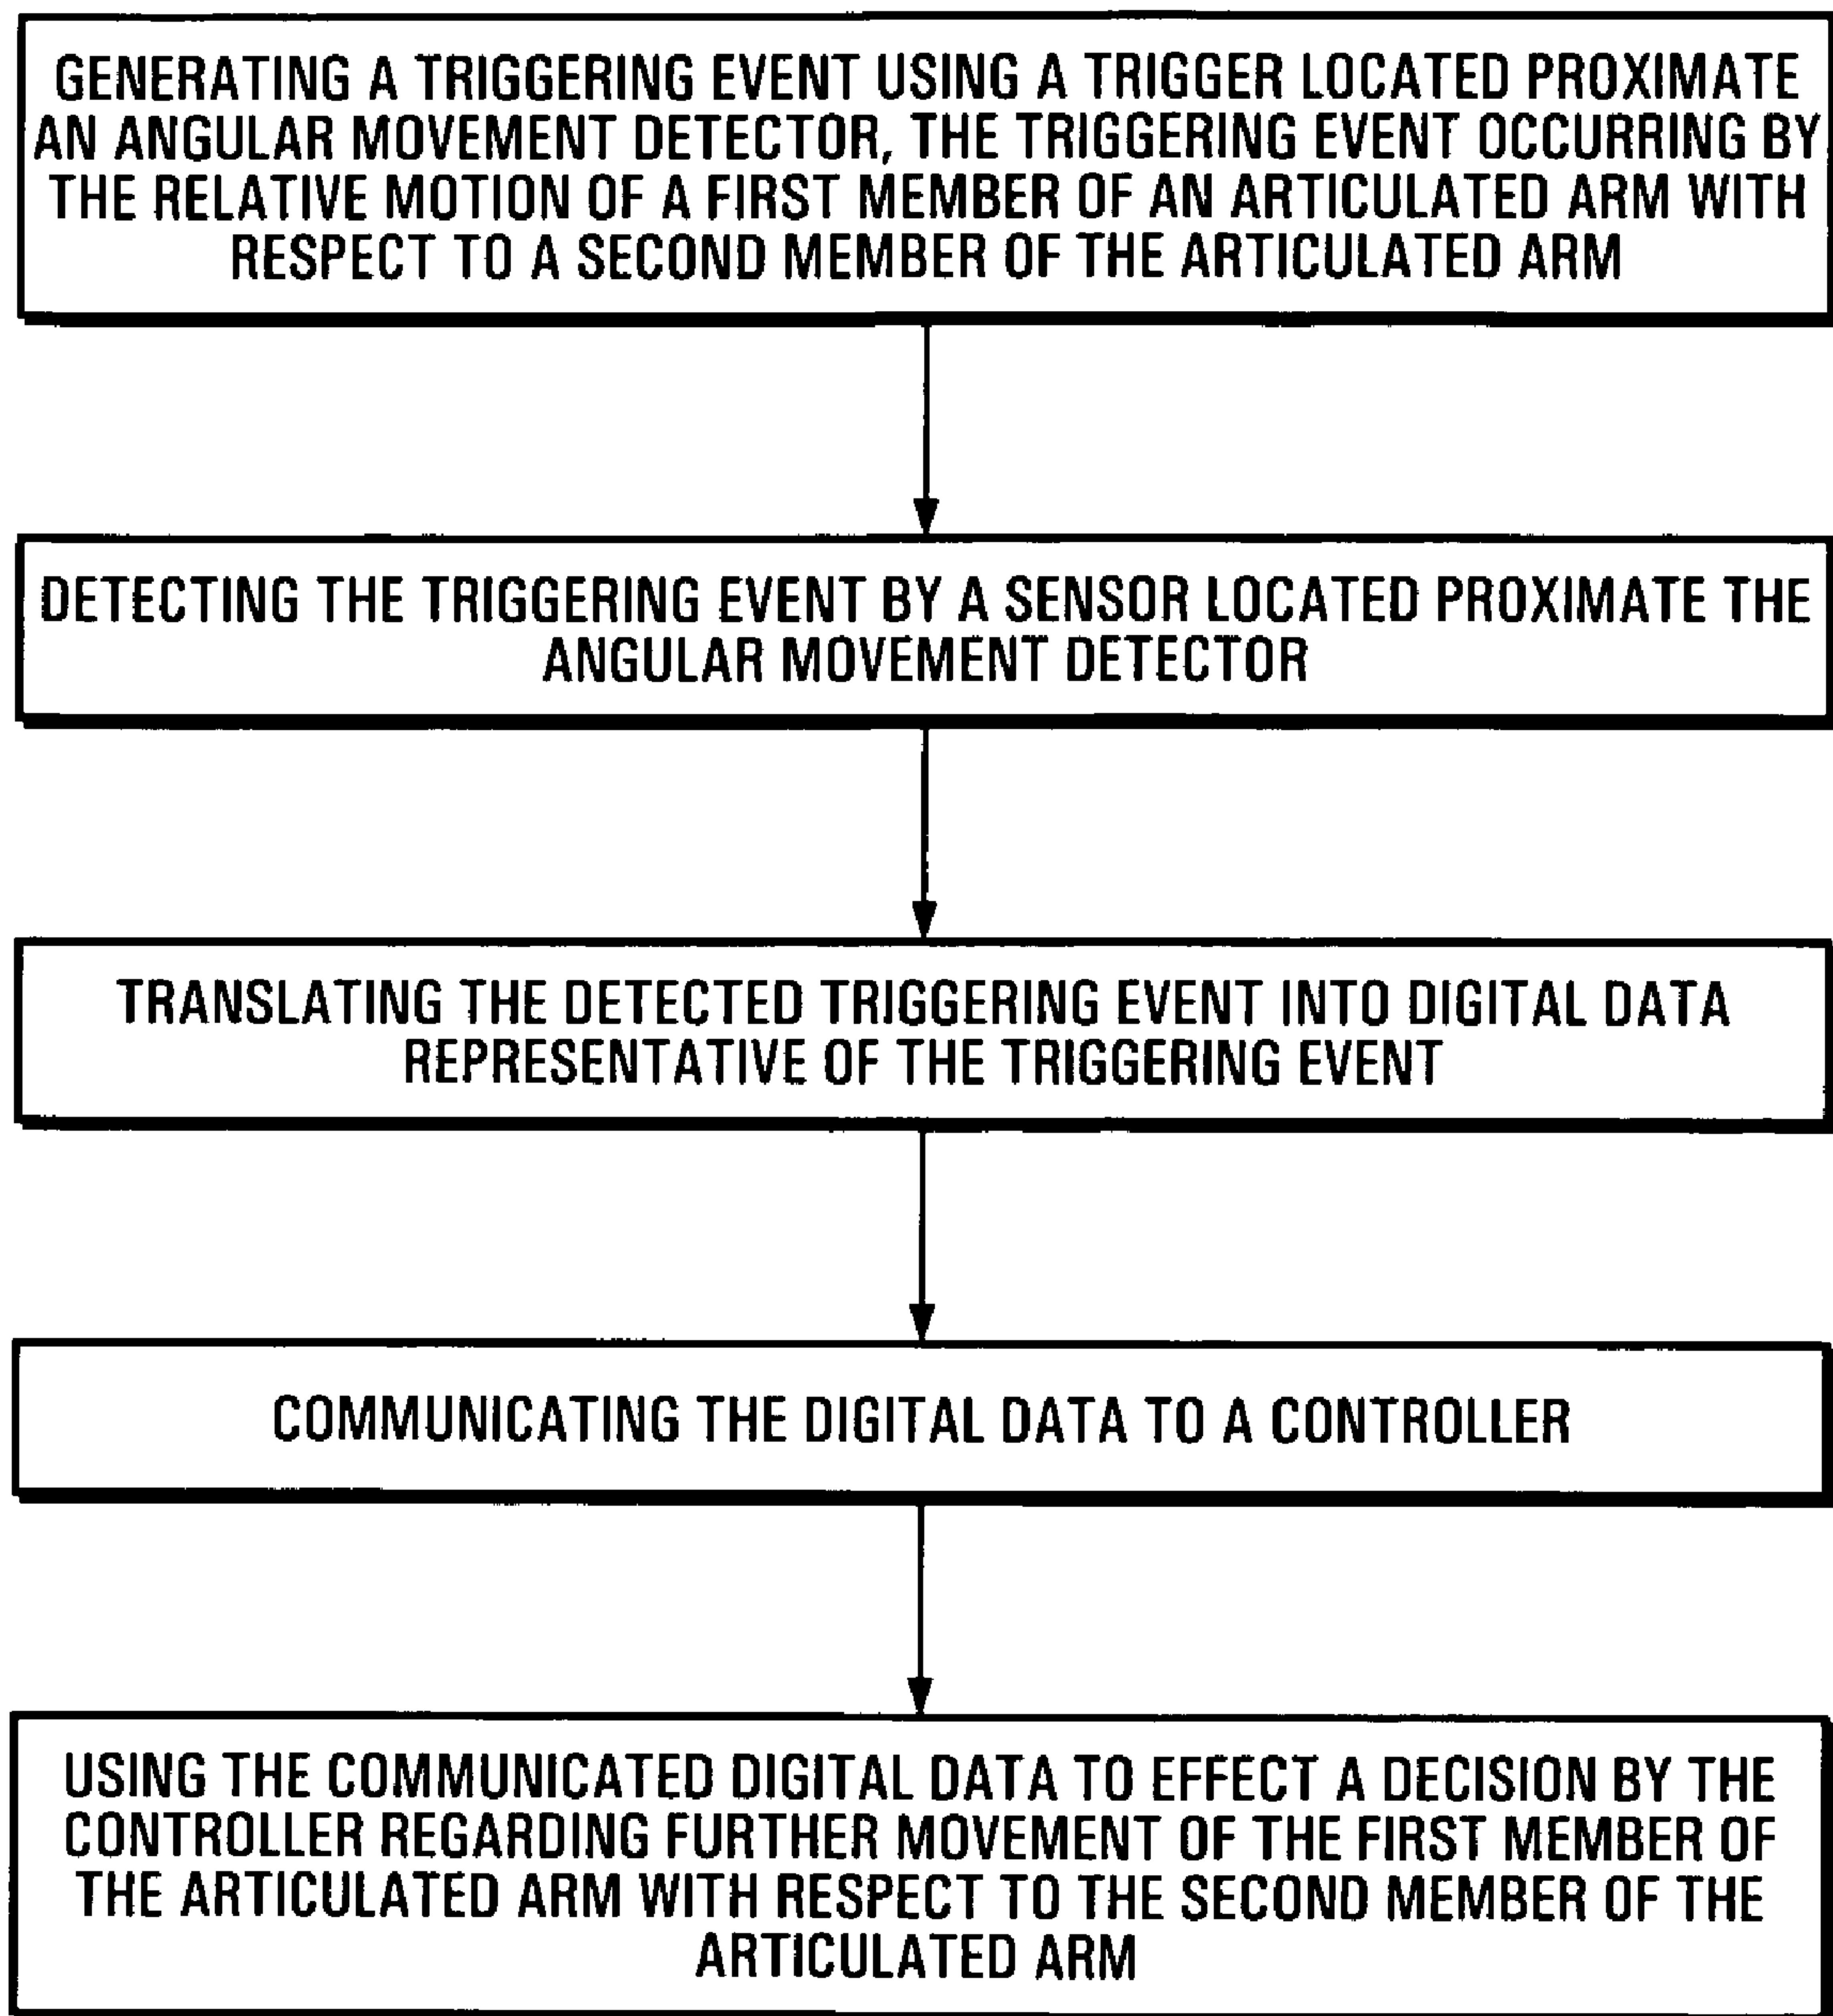 GENERATING A TRIGGERING EVENT USING A TRIGGER LOCATED PROXIMATE
AN ANGULAR MOVEMENT DETECTOR, THE TRIGGERING EVENT OCCURRING BY
THE RELATIVE MOTION OF A FIRST MEMBER OF AN ARTICULATED ARM WITH
RESPECT TO A SECOND MEMBER OF THE ARTICULATED ARM
DETECTING THE TRIGGERING EVENT BY A SENSOR LOCATED PROXIMATE THE
ANGULAR MOVEMENT DETECTOR
TRANSLATING THE DETECTED TRIGGERING EVENT INTO DIGITAL DATA
REPRESENTATIVE OF THE TRIGGERING EVENT
COMMUNICATING THE DIGITAL DATA TO A CONTROLLER
USING THE COMMUNICATED DIGITAL DATA TO EFFECT A DECISION BY THE
CONTROLLER REGARDING FURTHER MOVEMENT OF THE FIRST MEMBER OF
THE ARTICULATED ARM WITH RESPECT TO THE SECOND MEMBER OF THE
ARTICULATED ARM